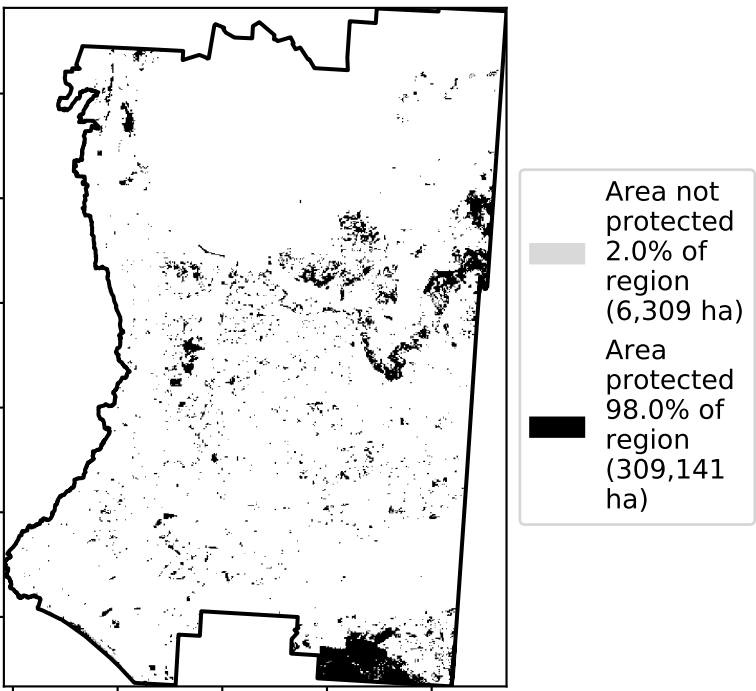 Area not
protected
2.0% of
region
(6,309 ha)
Area
protected
98.0% of
region
(309,141
ha)